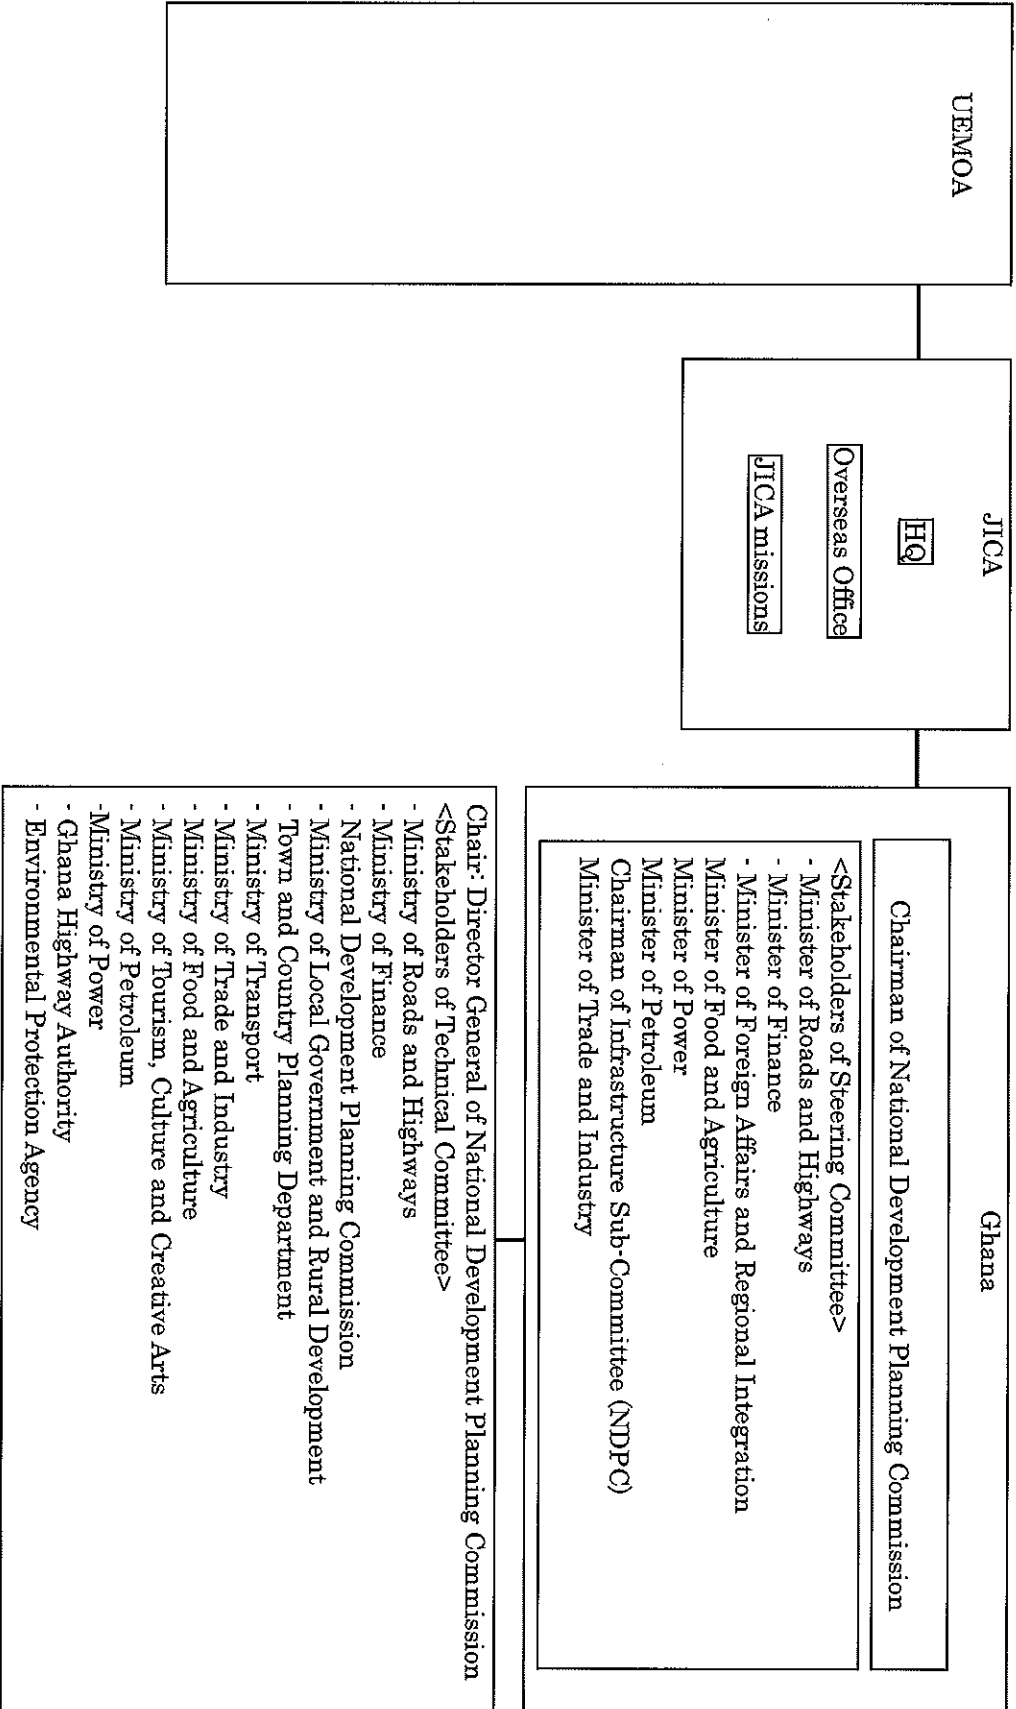 UEMOA
JICA
HQ
Overseas Office
JICA missions
Ghana
Chairman of National Development Planning Commission
<Stakeholders of Steering Committee>
- Minister of Roads and Highways
- Minister of Finance
- Minister of Foreign Affairs and Regional Integration
Minister of Food and Agriculture
Minister of Power
Minister of Petroleum
Chairman of Infrastructure Sub-Committee (NDPC)
Minister of Trade and Industry
Chair: Director General of National Development Planning Commission
<Stakeholders of Technical Committee>
- Ministry of Roads and Highways
- Ministry of Finance
- National Development Planning Commission
- Ministry of Local Government and Rural Development
- Town and Country Planning Department
- Ministry of Transport
- Ministry of Trade and Industry
- Ministry of Food and Agriculture
- Ministry of Tourism, Culture and Creative Arts
- Ministry of Petroleum
-Ministry of Power
- Ghana Highway Authority
- Environmental Protection Agency